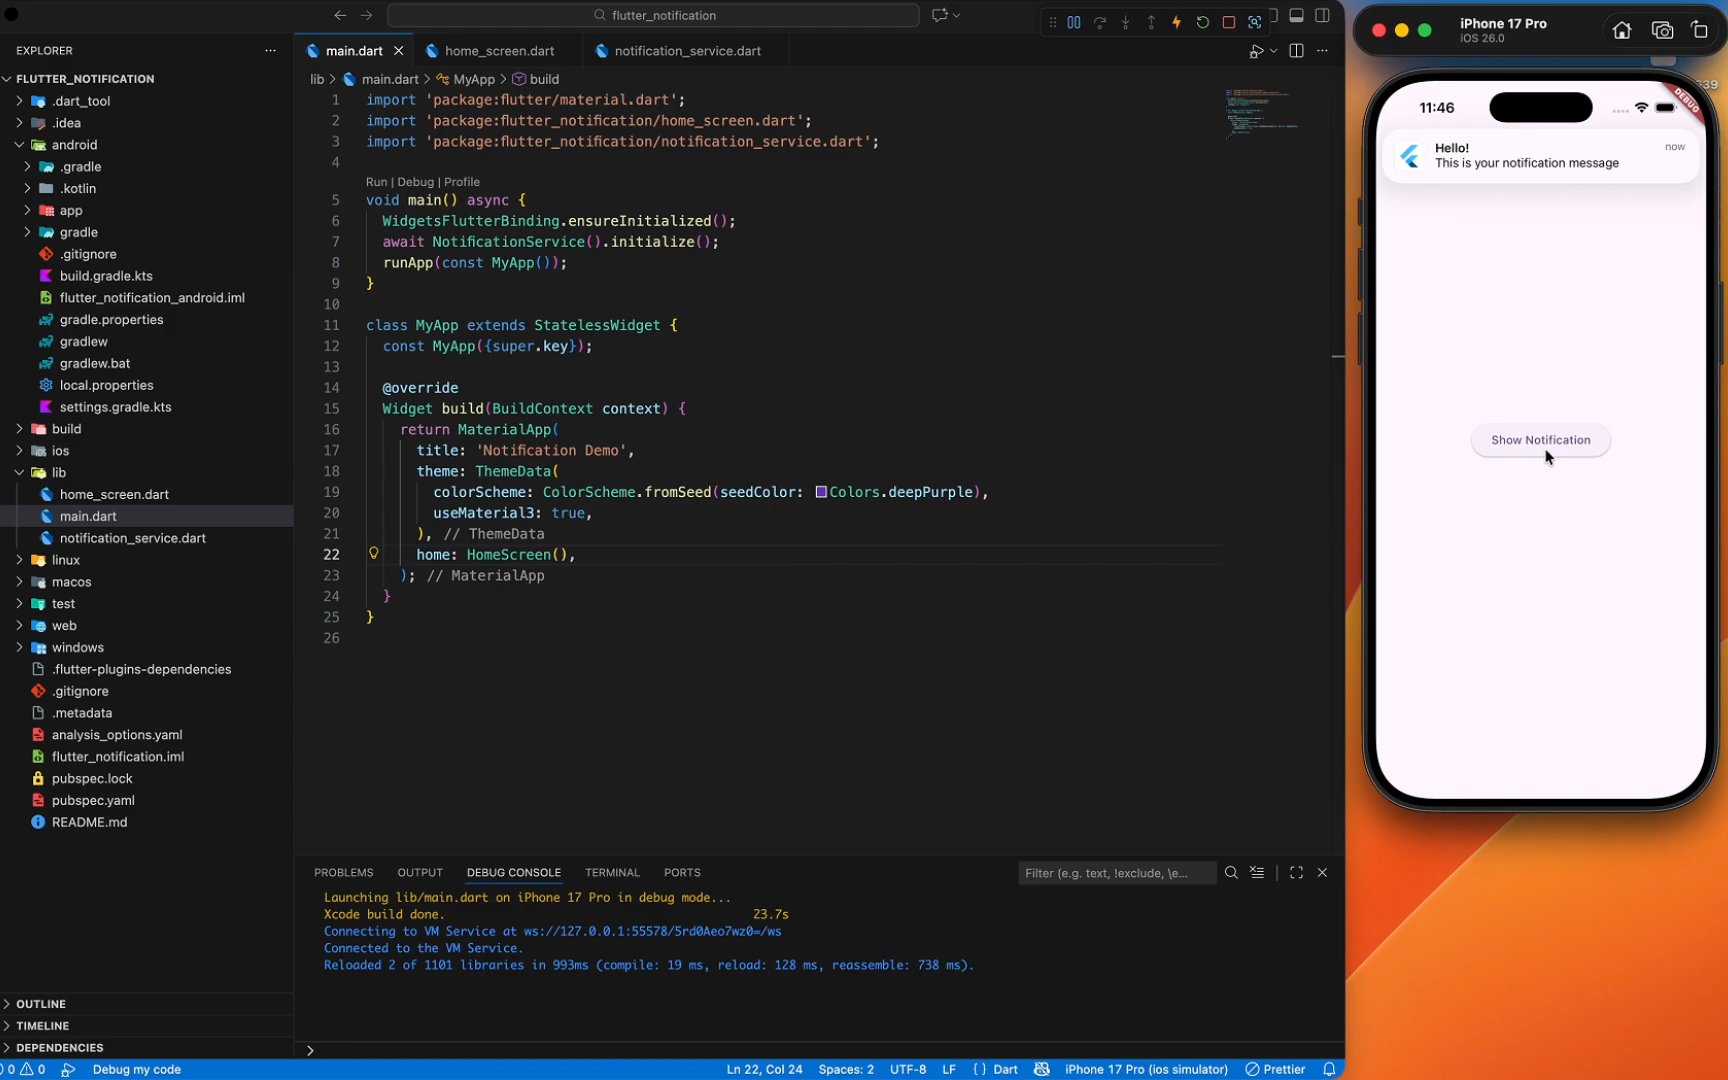 flutter_notification
EXPLORER
FLUTTER_NOTIFICATION
.dart_tool
.idea
android
.gradle
.kotlin
app
gradle
.gitignore
build.gradle.kts
flutter_notification_android.iml
gradle.properties
gradlew
gradlew.bat
local.properties
settings.gradle.kts
build
ios
lib
home_screen.dart
main.dart
notification_service.dart
linux
macos
test
web
windows
.flutter-plugins-dependencies
.gitignore
.metadata
analysis_options.yaml
flutter_notification.iml
pubspec.lock
pubspec.yaml
README.md
OUTLINE
TIMELINE
DEPENDENCIES
main.dart home_screen.dart notification_service.dart
lib > main.dart > MyApp > build
1 import 'package:flutter/material.dart';
2 import 'package:flutter_notification/home_screen.dart';
3 import 'package:flutter_notification/notification_service.dart';
4
Run | Debug | Profile
5 void main() async {
6 WidgetsFlutterBinding.ensureInitialized();
7 await NotificationService().initialize();
8 runApp(const MyApp());
9 }
10
11 class MyApp extends StatelessWidget {
12 const MyApp({super.key});
13
14 @override
15 Widget build(BuildContext context) {
16 return MaterialApp(
17 title: 'Notification Demo',
18 theme: ThemeData(
19 colorScheme: ColorScheme.fromSeed(seedColor: Colors.deepPurple),
20 useMaterial3: true,
21 ), // ThemeData
22 home: HomeScreen(),
23 ); // MaterialApp
24 }
25 }
26
PROBLEMS OUTPUT DEBUG CONSOLE TERMINAL PORTS Filter (e.g. text, !exclude, \e...
Launching lib/main.dart on iPhone 17 Pro in debug mode...
Xcode build done. 23.7s
Connecting to VM Service at ws://127.0.0.1:55578/5rd0Aeo7wz0=/ws
Connected to the VM Service.
Reloaded 2 of 1101 libraries in 993ms (compile: 19 ms, reload: 128 ms, reassemble: 738 ms).
0 0 Debug my code Ln 22, Col 24 Spaces: 2 UTF-8 LF { } Dart iPhone 17 Pro (ios simulator) Prettier
iPhone 17 Pro
iOS 26.0
11:46
DEBUG
Hello! now
This is your notification message
Show Notification